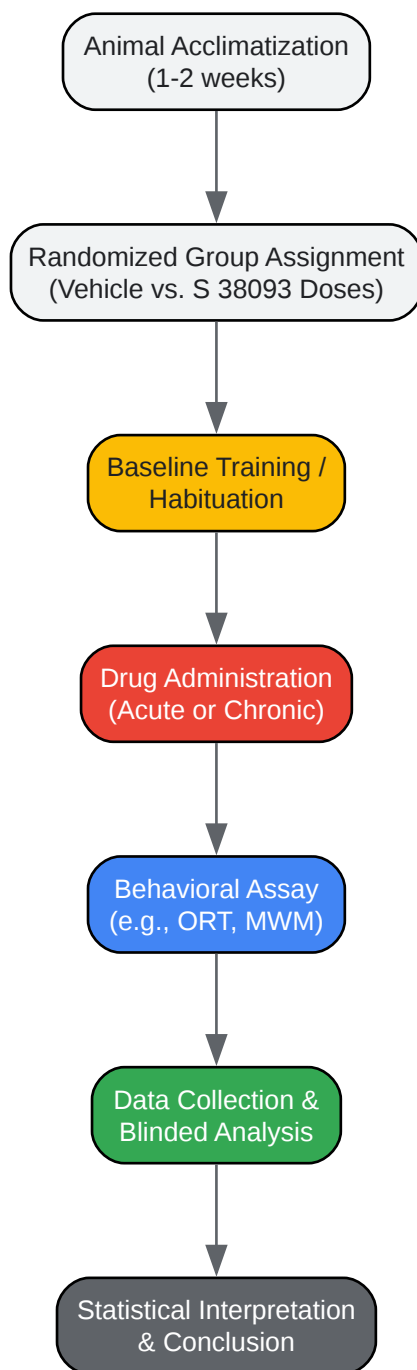 Animal Acclimatization
(1-2 weeks)
Randomized Group Assignment
(Vehicle vs. S 38093 Doses)
Baseline Training /
Habituation
Drug Administration
(Acute or Chronic)
Behavioral Assay
(e.g., ORT, MWM)
Data Collection &
Blinded Analysis
Statistical Interpretation
& Conclusion